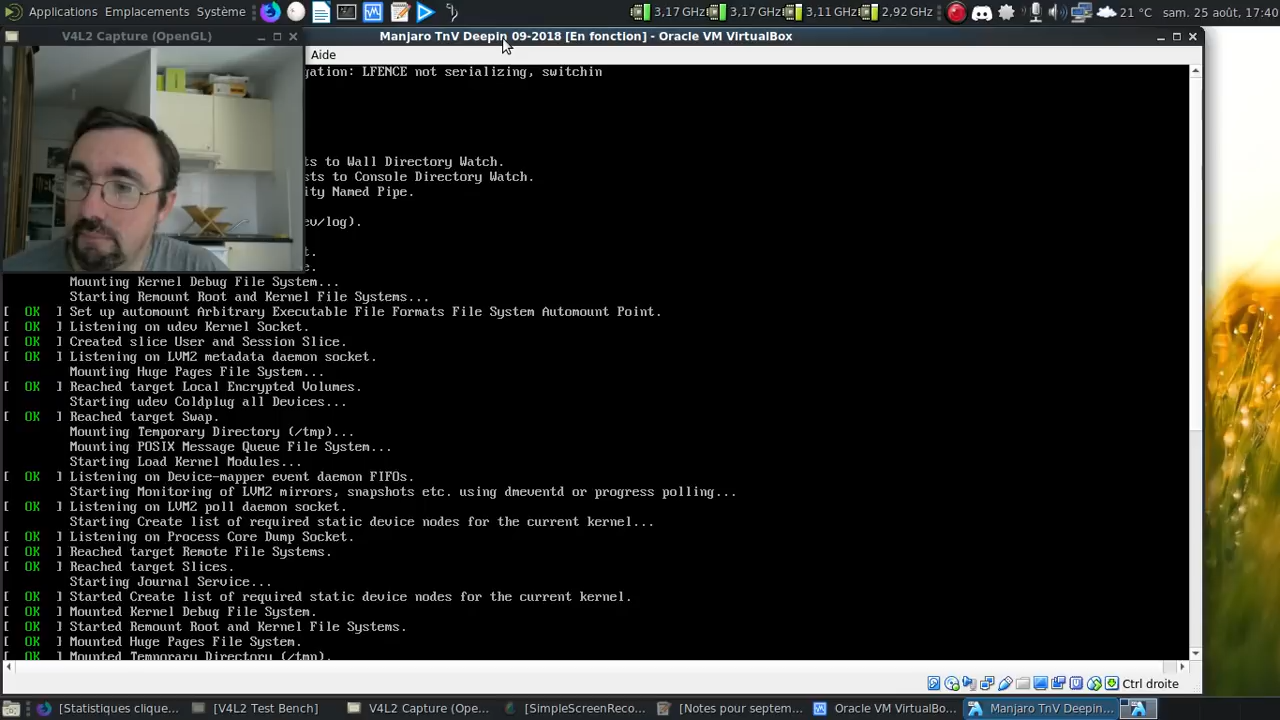 Applications Emplacements Système 3,17 GHz 3,17 GHz 3,11 GHz 2,92 GHz 21 °C sam. 25 août, 17:40
V4L2 Capture (OpenGL) Manjaro TnV Deepin 09-2018 [En fonction] - Oracle VM VirtualBox
Aide
gation: LFENCE not serializing, switchin
ts to Wall Directory Watch.
sts to Console Directory Watch.
ity Named Pipe.
ev/log).
t.
e.
Mounting Kernel Debug File System...
Starting Remount Root and Kernel File Systems...
[ OK ] Set up automount Arbitrary Executable File Formats File System Automount Point.
[ OK ] Listening on udev Kernel Socket.
[ OK ] Created slice User and Session Slice.
[ OK ] Listening on LVM2 metadata daemon socket.
Mounting Huge Pages File System...
[ OK ] Reached target Local Encrypted Volumes.
Starting udev Coldplug all Devices...
[ OK ] Reached target Swap.
Mounting Temporary Directory (/tmp)...
Mounting POSIX Message Queue File System...
Starting Load Kernel Modules...
[ OK ] Listening on Device-mapper event daemon FIFOs.
Starting Monitoring of LVM2 mirrors, snapshots etc. using dmeventd or progress polling...
[ OK ] Listening on LVM2 poll daemon socket.
Starting Create list of required static device nodes for the current kernel...
[ OK ] Listening on Process Core Dump Socket.
[ OK ] Reached target Remote File Systems.
[ OK ] Reached target Slices.
Starting Journal Service...
[ OK ] Started Create list of required static device nodes for the current kernel.
[ OK ] Mounted Kernel Debug File System.
[ OK ] Started Remount Root and Kernel File Systems.
[ OK ] Mounted Huge Pages File System.
[ OK ] Mounted Temporary Directory (/tmp).
Ctrl droite
[Statistiques clique... [V4L2 Test Bench] V4L2 Capture (Ope... [SimpleScreenReco... [Notes pour septem... Oracle VM VirtualBo... Manjaro TnV Deepin...